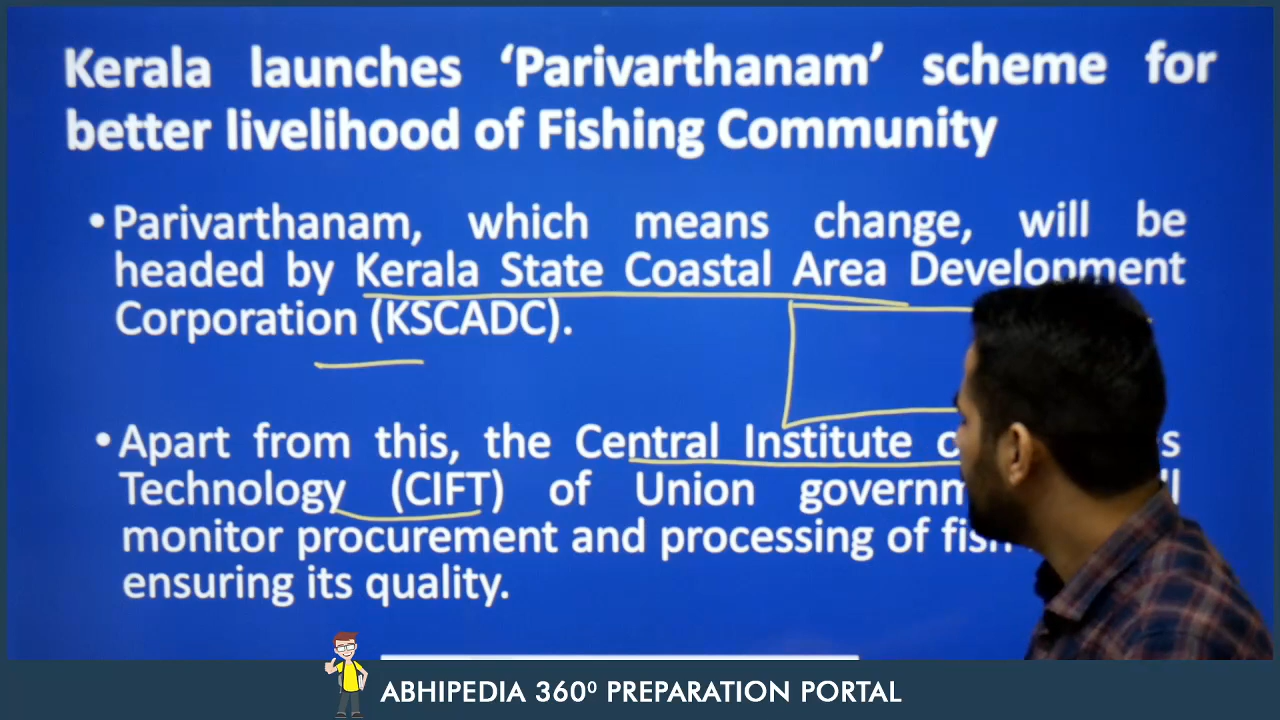 Kerala launches ‘Parivarthanam’ scheme for
better livelihood of Fishing Community
• Parivarthanam, which means change, will be
headed by Kerala State Coastal Area Development
Corporation (KSCADC).
• Apart from this, the Central Institute
Technology (CIFT) of Union
monitor procurement and processing of fish
ensuring its quality.
ABHIPEDIA 360⁰ PREPARATION PORTAL